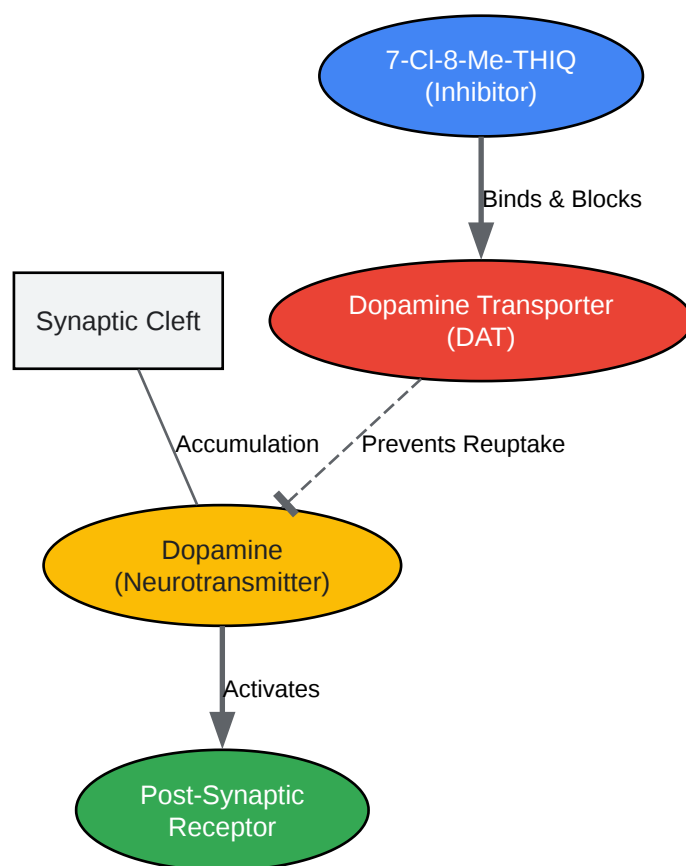 7-Cl-8-Me-THIQ
(Inhibitor)
Binds & Blocks
Dopamine Transporter
(DAT)
Synaptic Cleft
Accumulation
Prevents Reuptake
Dopamine
(Neurotransmitter)
Activates
Post-Synaptic
Receptor